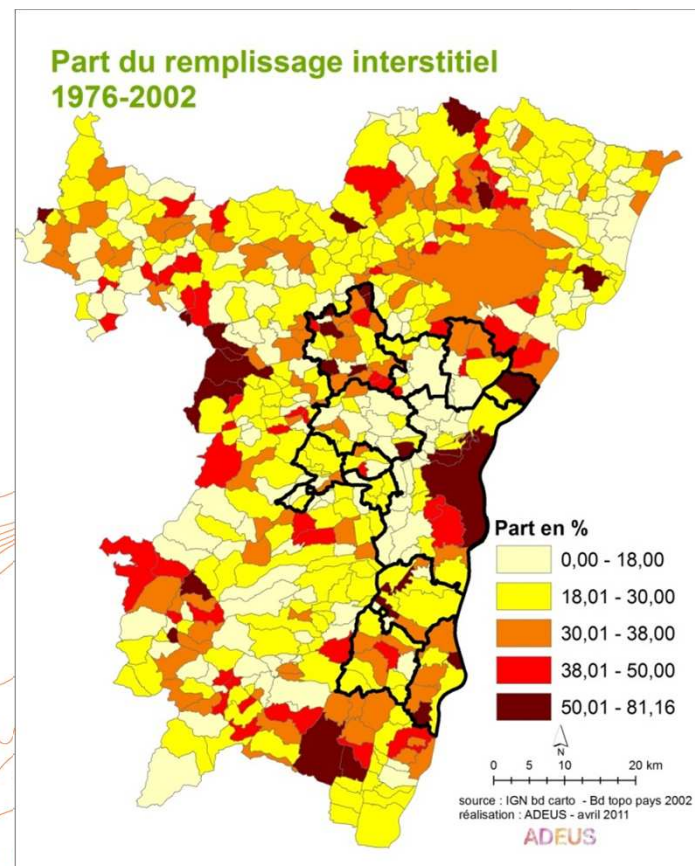 Part du remplissage interstitiel
1976-2002
Part en %
0,00 - 18,00
18,01 - 30,00
30,01 - 38,00
38,01 - 50,00
50,01 - 81,16
N
0 5 10 20 km
source : IGN bd carto - Bd topo pays 2002
réalisation : ADEUS - avril 2011
ADEUS